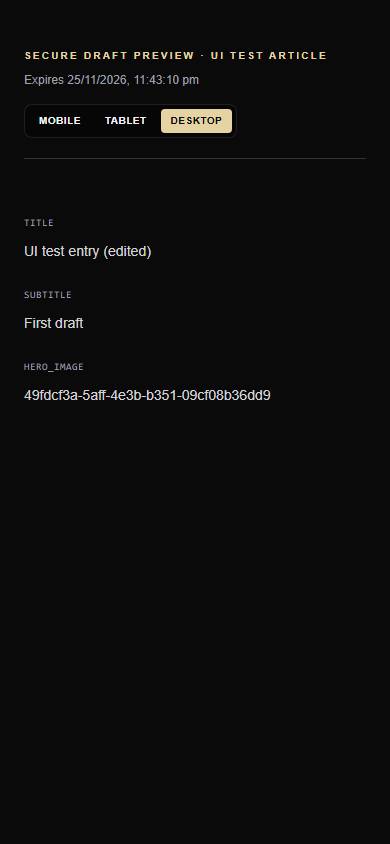 SECURE DRAFT PREVIEW · UI TEST ARTICLE
Expires 25/11/2026, 11:43:10 pm
MOBILE TABLET DESKTOP
TITLE
UI test entry (edited)
SUBTITLE
First draft
HERO_IMAGE
49fdcf3a-5aff-4e3b-b351-09cf08b36dd9